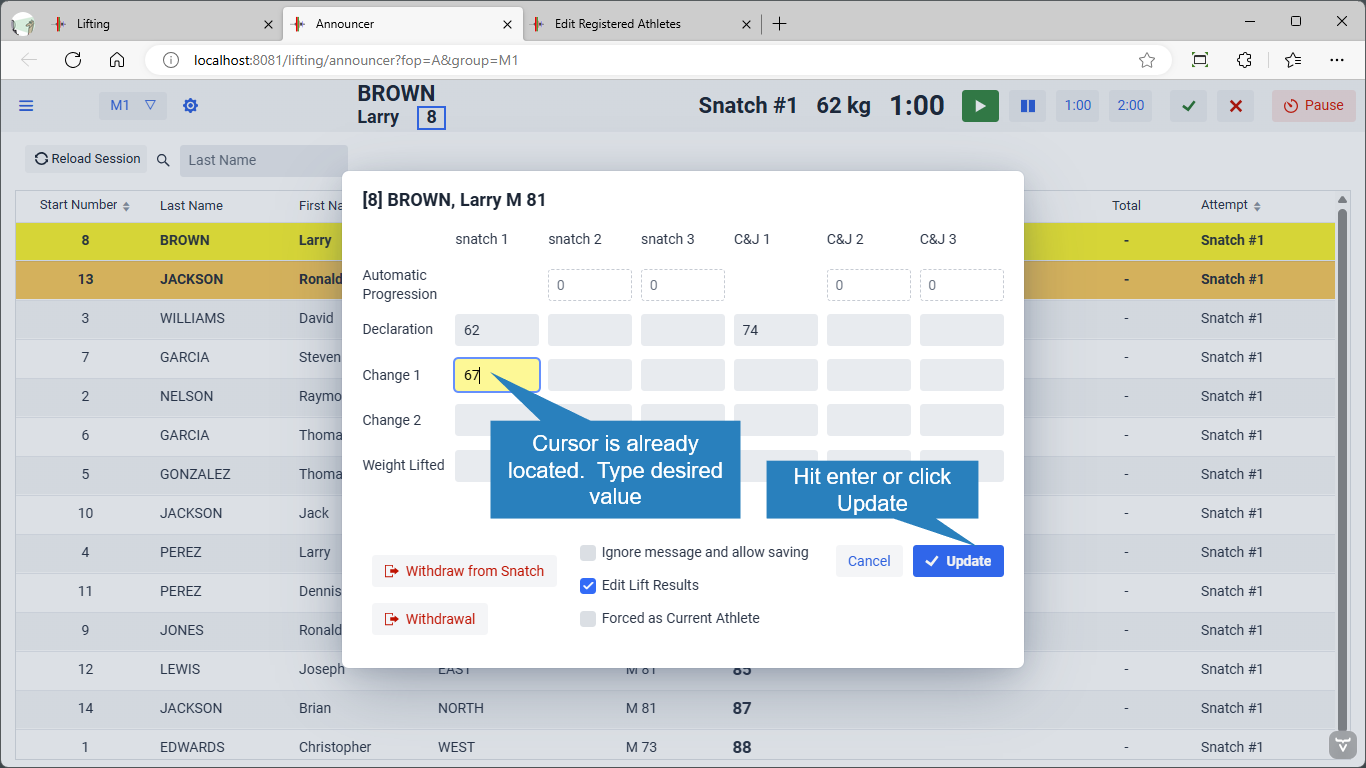 Lifting
Announcer
Edit Registered Athletes
localhost:8081/lifting/announcer?fop=A&group=M1
M1
BROWN
Larry 8
Snatch #1 62 kg 1:00
1:00
2:00
Pause
Reload Session
Last Name
Start Number Last Name First Na Total Attempt
8 BROWN Larry - Snatch #1
13 JACKSON Ronald - Snatch #1
3 WILLIAMS David - Snatch #1
7 GARCIA Steven - Snatch #1
2 NELSON Raymo - Snatch #1
6 GARCIA Thoma - Snatch #1
5 GONZALEZ Thoma - Snatch #1
10 JACKSON Jack - Snatch #1
4 PEREZ Larry - Snatch #1
11 PEREZ Dennis - Snatch #1
9 JONES Ronald - Snatch #1
12 LEWIS Joseph EAST M 81 85 - Snatch #1
14 JACKSON Brian NORTH M 81 87 - Snatch #1
1 EDWARDS Christopher WEST M 73 88 - Snatch #1
[8] BROWN, Larry M 81
snatch 1 snatch 2 snatch 3 C&J 1 C&J 2 C&J 3
Automatic
Progression 0 0 0 0
Declaration 62 74
Change 1 67
Change 2
Weight Lifted
Cursor is already
located. Type desired
value
Hit enter or click
Update
Withdraw from Snatch
Withdrawal
Ignore message and allow saving
Edit Lift Results
Forced as Current Athlete
Cancel
Update